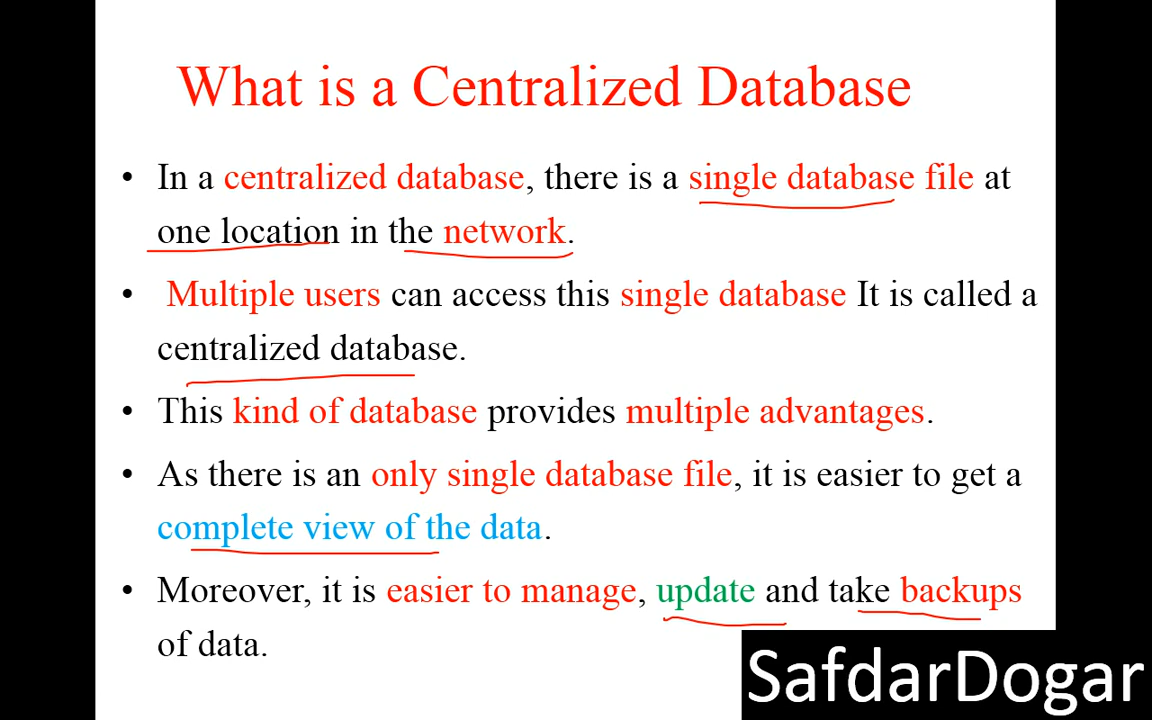 What is a Centralized Database
• In a centralized database, there is a single database file at
one location in the network.
• Multiple users can access this single database It is called a
centralized database.
• This kind of database provides multiple advantages.
• As there is an only single database file, it is easier to get a
complete view of the data.
• Moreover, it is easier to manage, update and take backups
of data.
SafdarDogar